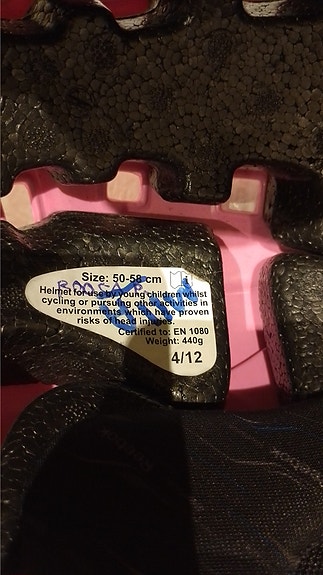 Size: 50-58 cm
Helmet for use by young children whilst
cycling or pursuing other activities in
environments which have proven
risks of head injuries.
Certified to: EN 1080
Weight: 440g
4/12